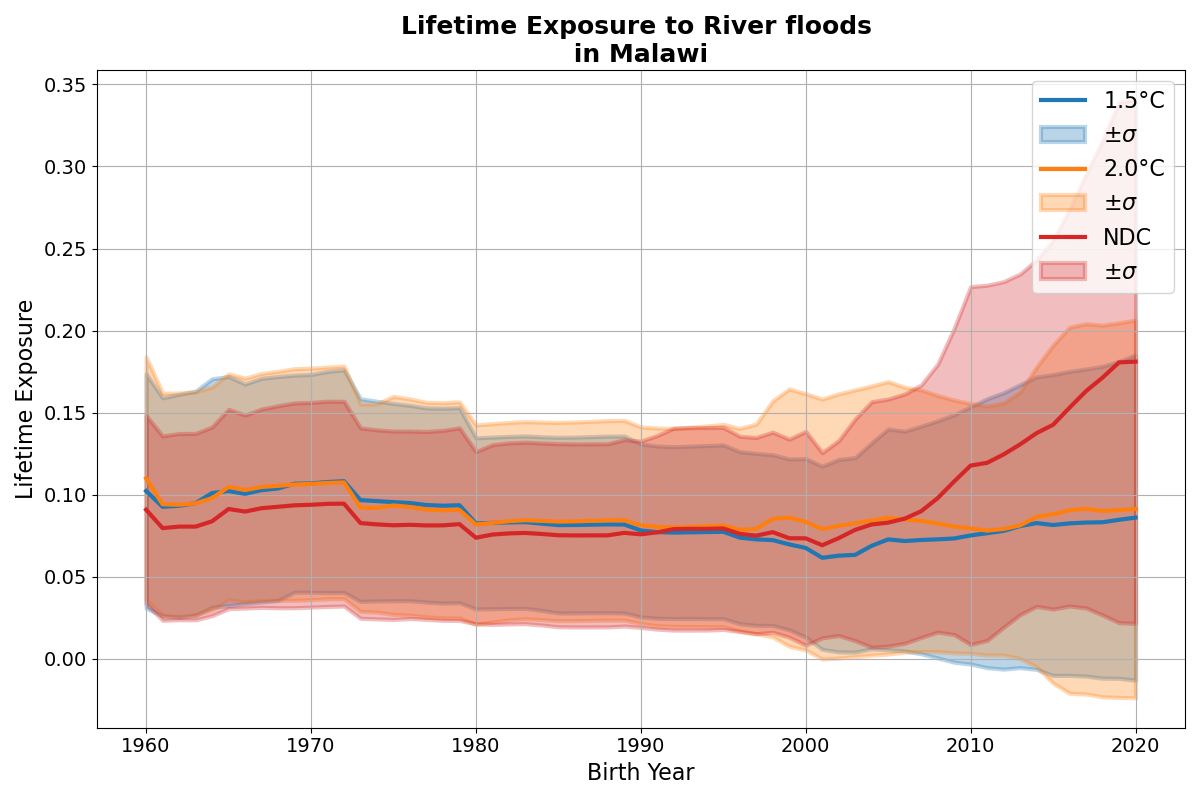 Lifetime Exposure to River floods
in Malawi
0.35
0.30
0.25
0.20
0.15
0.10
0.05
0.00
Lifetime Exposure
1.5°C
±σ
2.0°C
±σ
NDC
±σ
1960 1970 1980 1990 2000 2010 2020
Birth Year